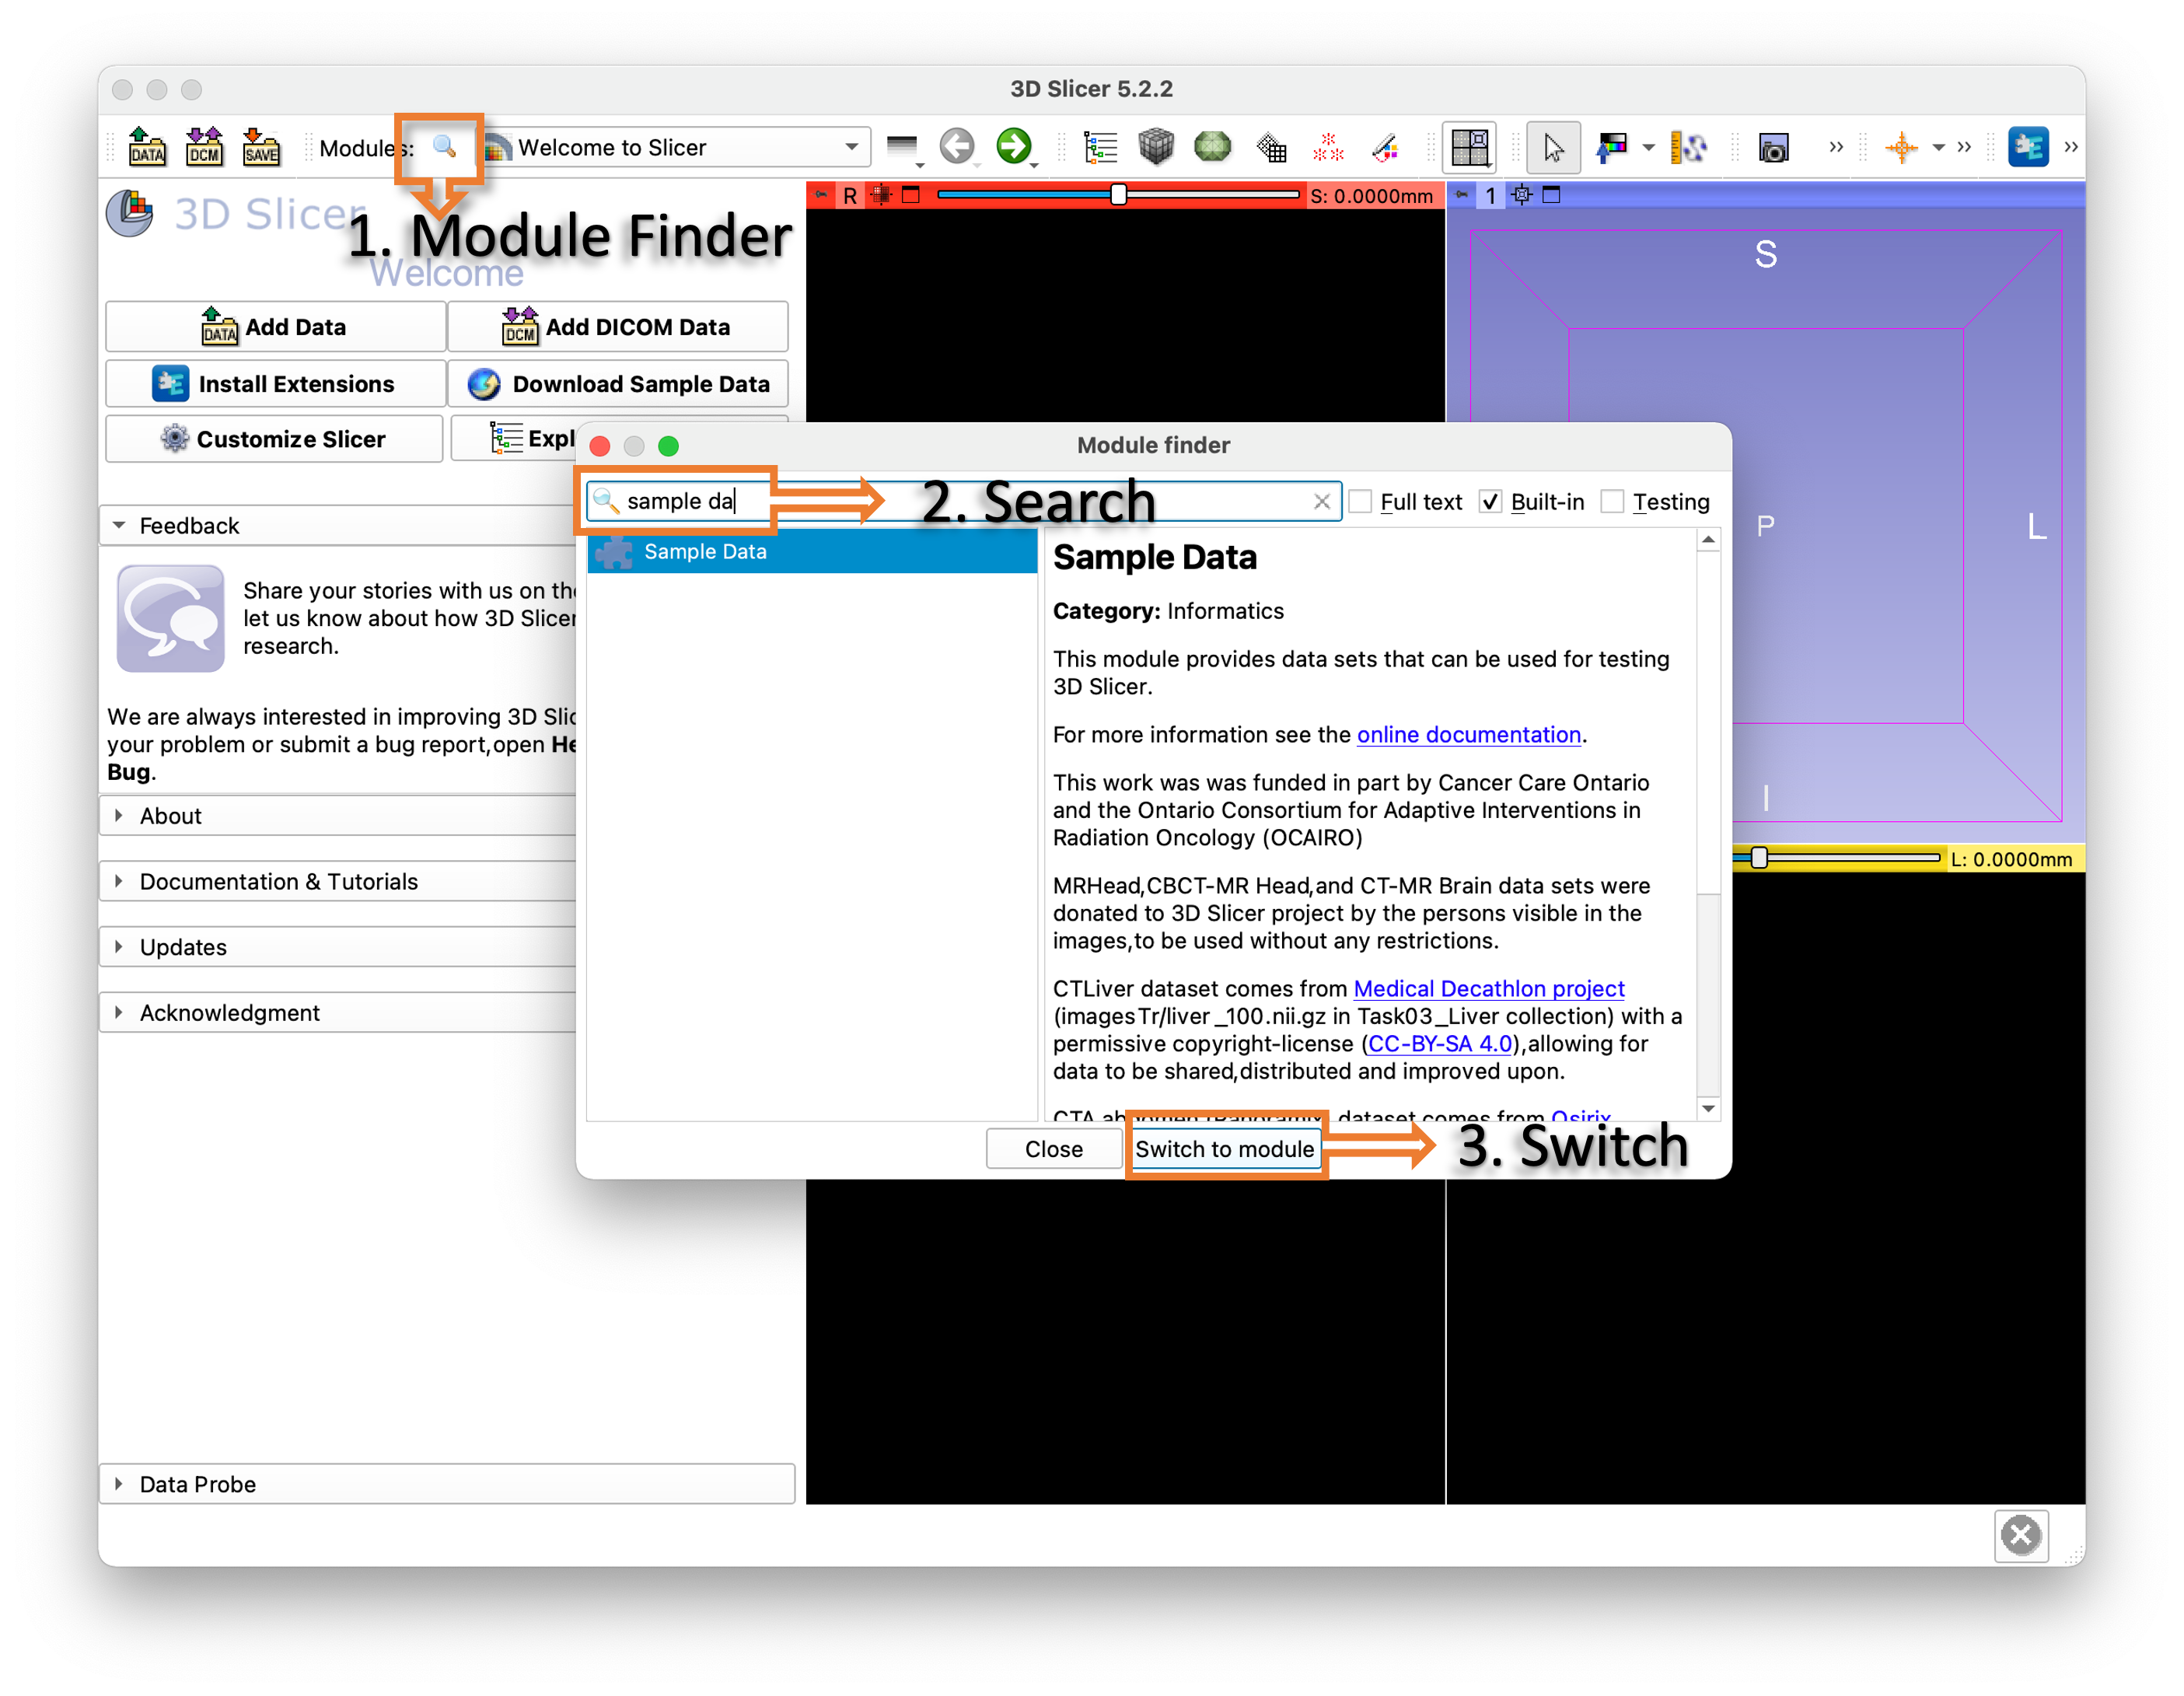 3D Slicer 5.2.2
DATA DCM SAVE Modules: Welcome to Slicer
3D Slicer
1. Module Finder
Welcome
DATA Add Data
DCM Add DICOM Data
Install Extensions
Download Sample Data
Customize Slicer
Expl
Feedback
Share your stories with us on the
let us know about how 3D Slicer
research.
We are always interested in improving 3D Slic
your problem or submit a bug report,open He
Bug.
About
Documentation & Tutorials
Updates
Acknowledgment
Data Probe
R S: 0.0000mm
1
S
P
L
I
L: 0.0000mm
Module finder
sample da
2. Search
Full text Built-in Testing
Sample Data
Sample Data
Category: Informatics
This module provides data sets that can be used for testing
3D Slicer.
For more information see the online documentation.
This work was was funded in part by Cancer Care Ontario
and the Ontario Consortium for Adaptive Interventions in
Radiation Oncology (OCAIRO)
MRHead,CBCT-MR Head,and CT-MR Brain data sets were
donated to 3D Slicer project by the persons visible in the
images,to be used without any restrictions.
CTLiver dataset comes from Medical Decathlon project
(imagesTr/liver_100.nii.gz in Task03_Liver collection) with a
permissive copyright-license (CC-BY-SA 4.0),allowing for
data to be shared,distributed and improved upon.
CTA abdomen (Panoramix) dataset comes from Osirix
Close Switch to module
3. Switch